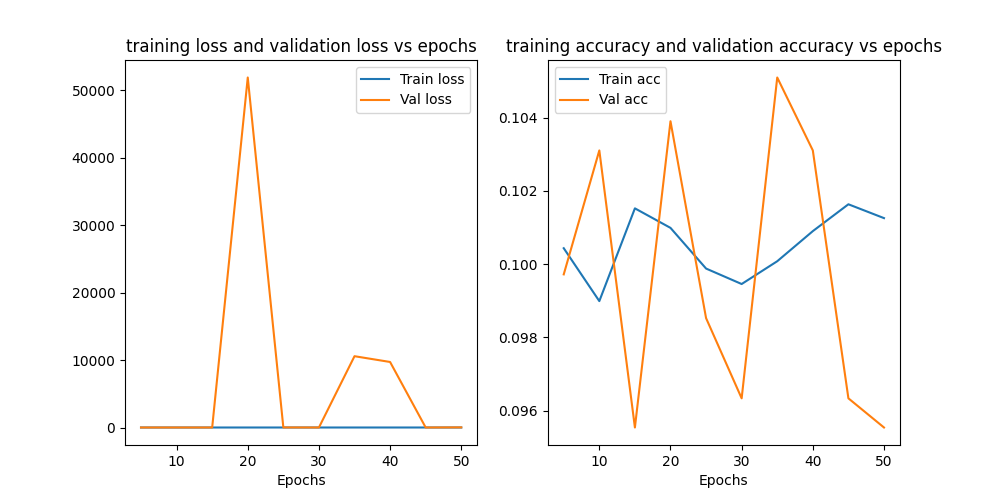 training loss and validation loss vs epochs
Train loss
Val loss
50000
40000
30000
20000
10000
0
10 20 30 40 50
Epochs
training accuracy and validation accuracy vs epochs
Train acc
Val acc
0.104
0.102
0.100
0.098
0.096
10 20 30 40 50
Epochs